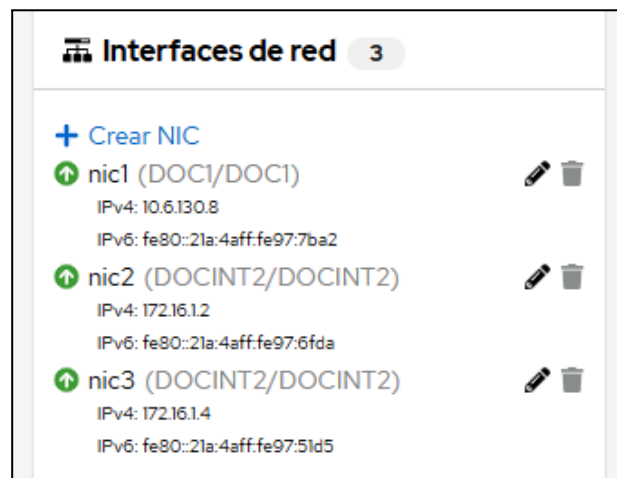 Interfaces de red 3
+ Crear NIC
nic1 (DOC1/DOC1)
IPv4: 10.6.130.8
IPv6: fe80::21a:4aff:fe97:7ba2
nic2 (DOCINT2/DOCINT2)
IPv4: 172.16.1.2
IPv6: fe80::21a:4aff:fe97:6fda
nic3 (DOCINT2/DOCINT2)
IPv4: 172.16.1.4
IPv6: fe80::21a:4aff:fe97:51d5